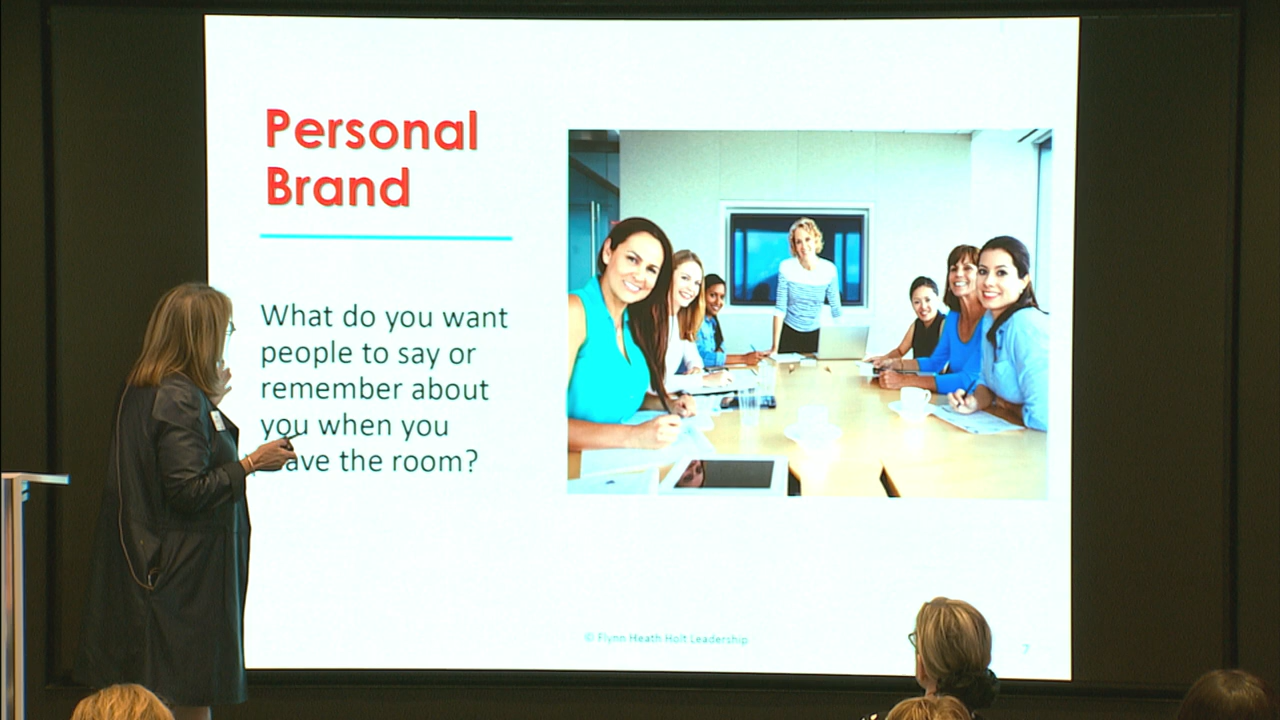 Personal
Brand
What do you want
people to say or
remember about
you when you
ave the room?
© Flynn Heath Holt Leadership
7